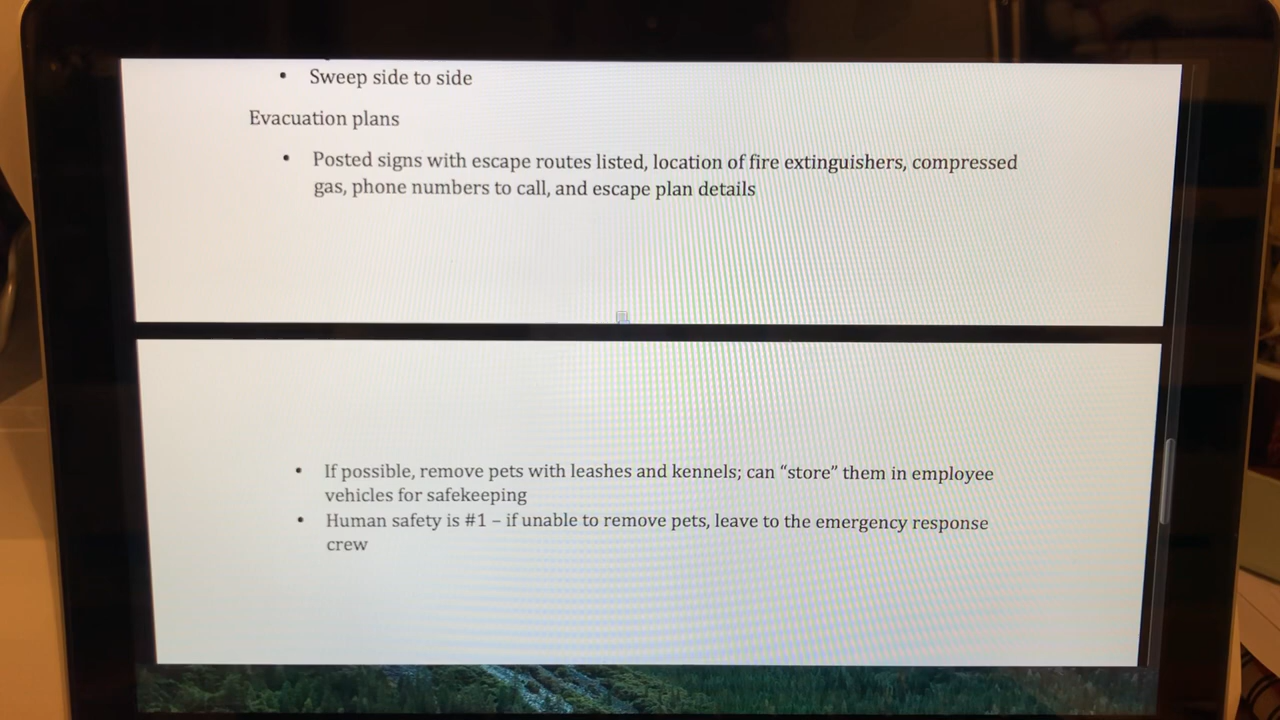 • Sweep side to side
Evacuation plans
• Posted signs with escape routes listed, location of fire extinguishers, compressed
gas, phone numbers to call, and escape plan details
• If possible, remove pets with leashes and kennels; can “store” them in employee
vehicles for safekeeping
• Human safety is #1 – if unable to remove pets, leave to the emergency response
crew